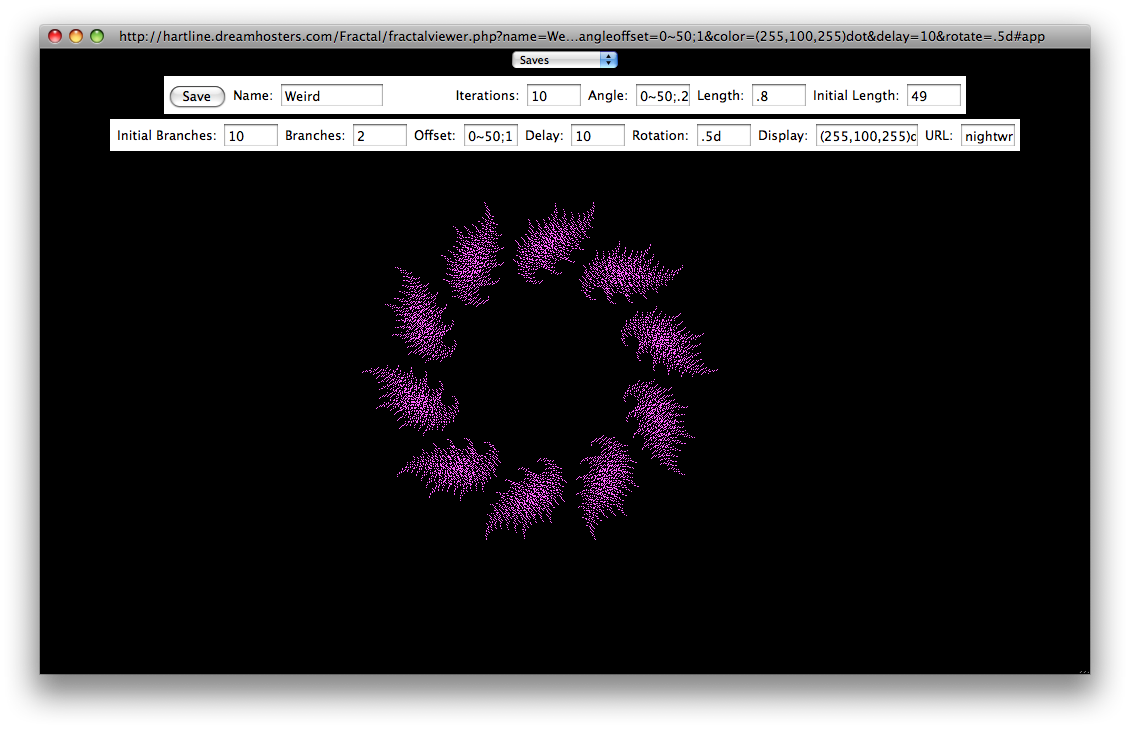 http://hartline.dreamhosters.com/Fractal/fractalviewer.php?name=We...angleoffset=0~50;1&color=(255,100,255)dot&delay=10&rotate=.5d#app
Saves
Save Name: Weird Iterations: 10 Angle: 0~50;.2 Length: .8 Initial Length: 49
Initial Branches: 10 Branches: 2 Offset: 0~50;1 Delay: 10 Rotation: .5d Display: (255,100,255)d URL: nightwr